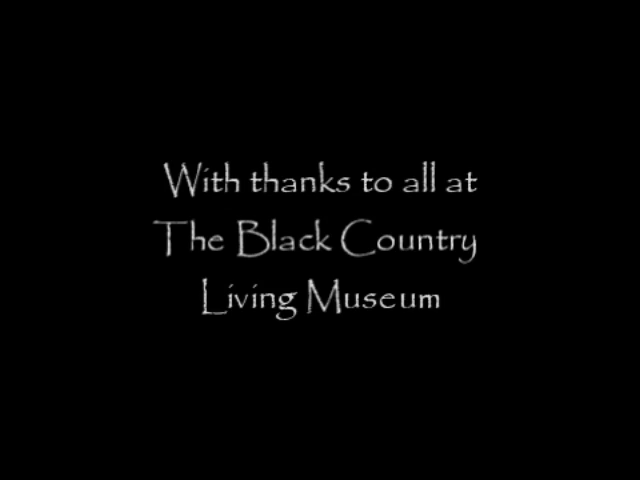 With thanks to all at
The Black Country
Living Museum